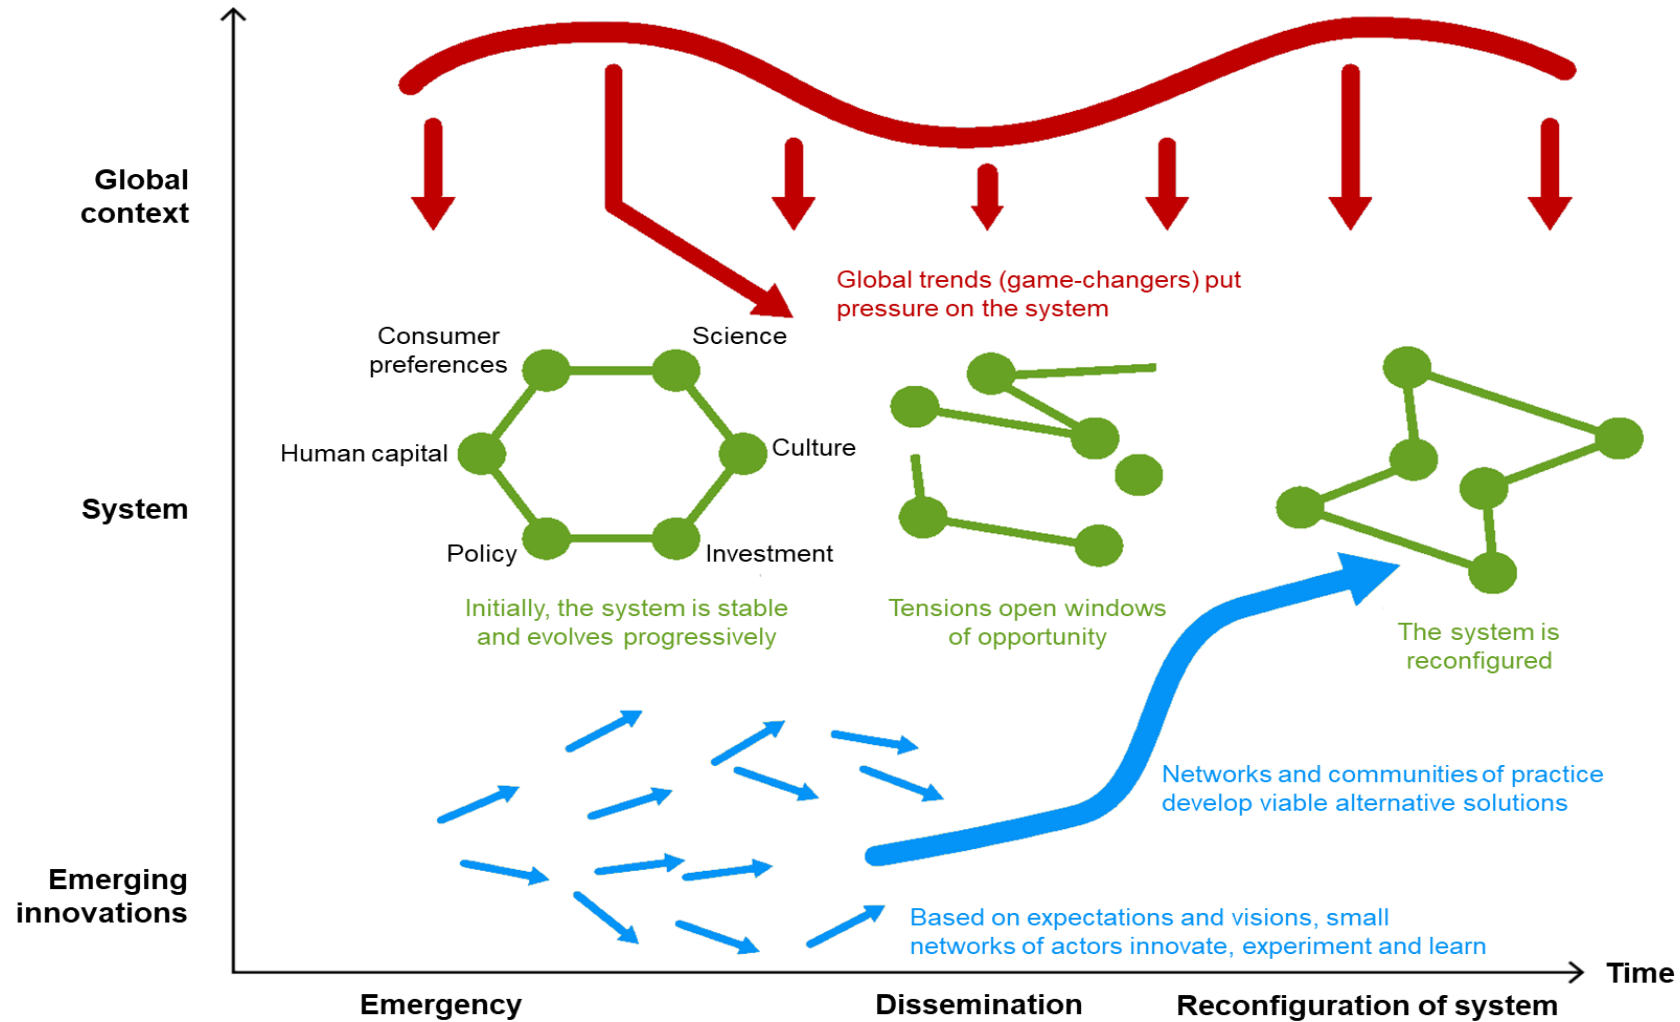 Global
context
Global trends (game-changers) put
pressure on the system
Consumer
preferences
Science
Human capital
Culture
Policy
Investment
System
Initially, the system is stable
and evolves progressively
Tensions open windows
of opportunity
The system is
reconfigured
Networks and communities of practice
develop viable alternative solutions
Emerging
innovations
Based on expectations and visions, small
networks of actors innovate, experiment and learn
Time
Emergency
Dissemination
Reconfiguration of system